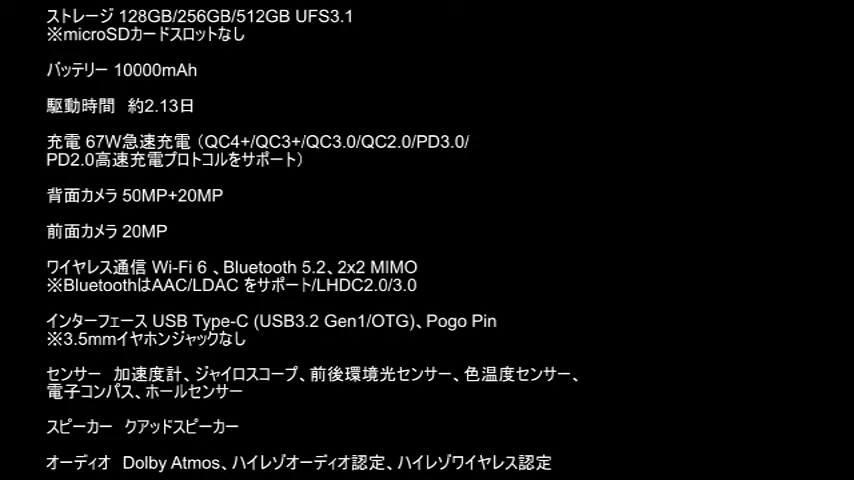 ストレージ 128GB/256GB/512GB UFS3.1
※microSDカードスロットなし
バッテリー 10000mAh
駆動時間　約2.13日
充電 67W急速充電 （QC4+/QC3+/QC3.0/QC2.0/PD3.0/
PD2.0高速充電プロトコルをサポート）
背面カメラ 50MP+20MP
前面カメラ 20MP
ワイヤレス通信 Wi-Fi 6 、Bluetooth 5.2、2x2 MIMO
※BluetoothはAAC/LDAC をサポート/LHDC2.0/3.0
インターフェース USB Type-C (USB3.2 Gen1/OTG)、Pogo Pin
※3.5mmイヤホンジャックなし
センサー　加速度計、ジャイロスコープ、前後環境光センサー、色温度センサー、
電子コンパス、ホールセンサー
スピーカー　クアッドスピーカー
オーディオ　Dolby Atmos、ハイレゾオーディオ認定、ハイレゾワイヤレス認定